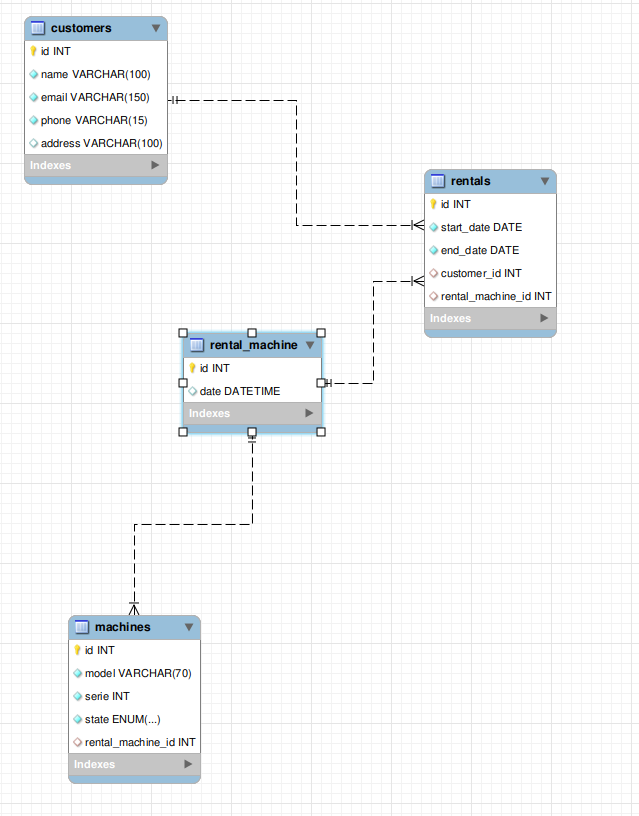 customers
id INT
name VARCHAR(100)
email VARCHAR(150)
phone VARCHAR(15)
address VARCHAR(100)
Indexes
rentals
id INT
start_date DATE
end_date DATE
customer_id INT
rental_machine_id INT
Indexes
rental_machine
id INT
date DATETIME
Indexes
machines
id INT
model VARCHAR(70)
serie INT
state ENUM(...)
rental_machine_id INT
Indexes